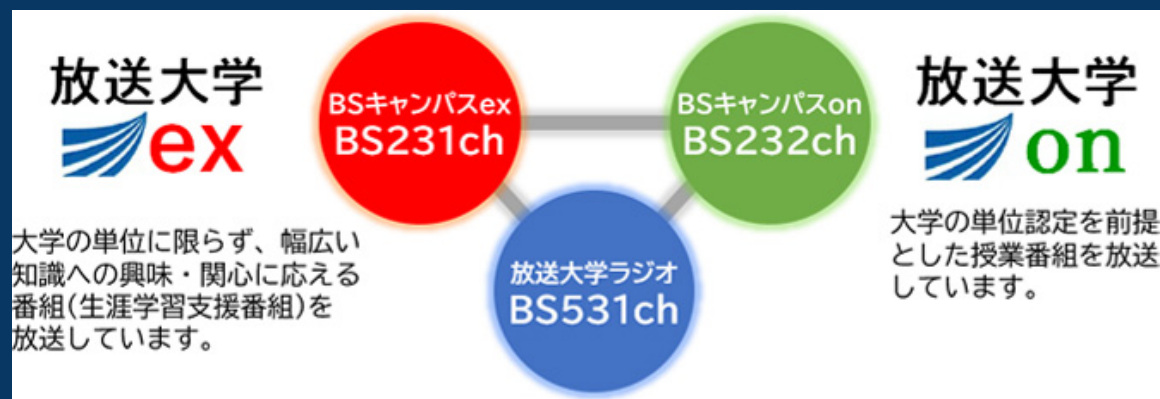 放送大学
ex
大学の単位に限らず、幅広い
知識への興味・関心に応える
番組(生涯学習支援番組)を
放送しています。
BSキャンパスex
BS231ch
BSキャンパスon
BS232ch
放送大学ラジオ
BS531ch
放送大学
on
大学の単位認定を前提
とした授業番組を放送
しています。